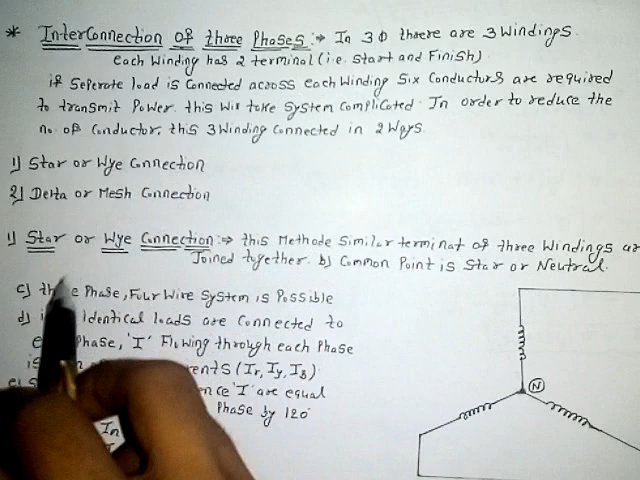 * InterConnection of three Phases :⇒ In 3 Φ there are 3 Windings.
each Winding has 2 terminal (i.e. Start and Finish)
if Seperate load is Connected across each Winding Six Conductors are required
to transmit Power. this will take System Complicated. In order to reduce the
no. of Conductor, this 3 Winding Connected in 2 Ways.
1) Star or Wye Connection
2) Delta or Mesh Connection
1) Star or Wye Connection :⇒ this Methode Similar terminat of three Windings ar
Joined together. b) Common Point is Star or Neutral.
c) Phase, Four Wire System is Possible
d) Identical loads are Connected to
Phase, 'I' Flowing through each Phase
(Ir, Iy, IB)
'I' are equal
Phase by 120°
In
N